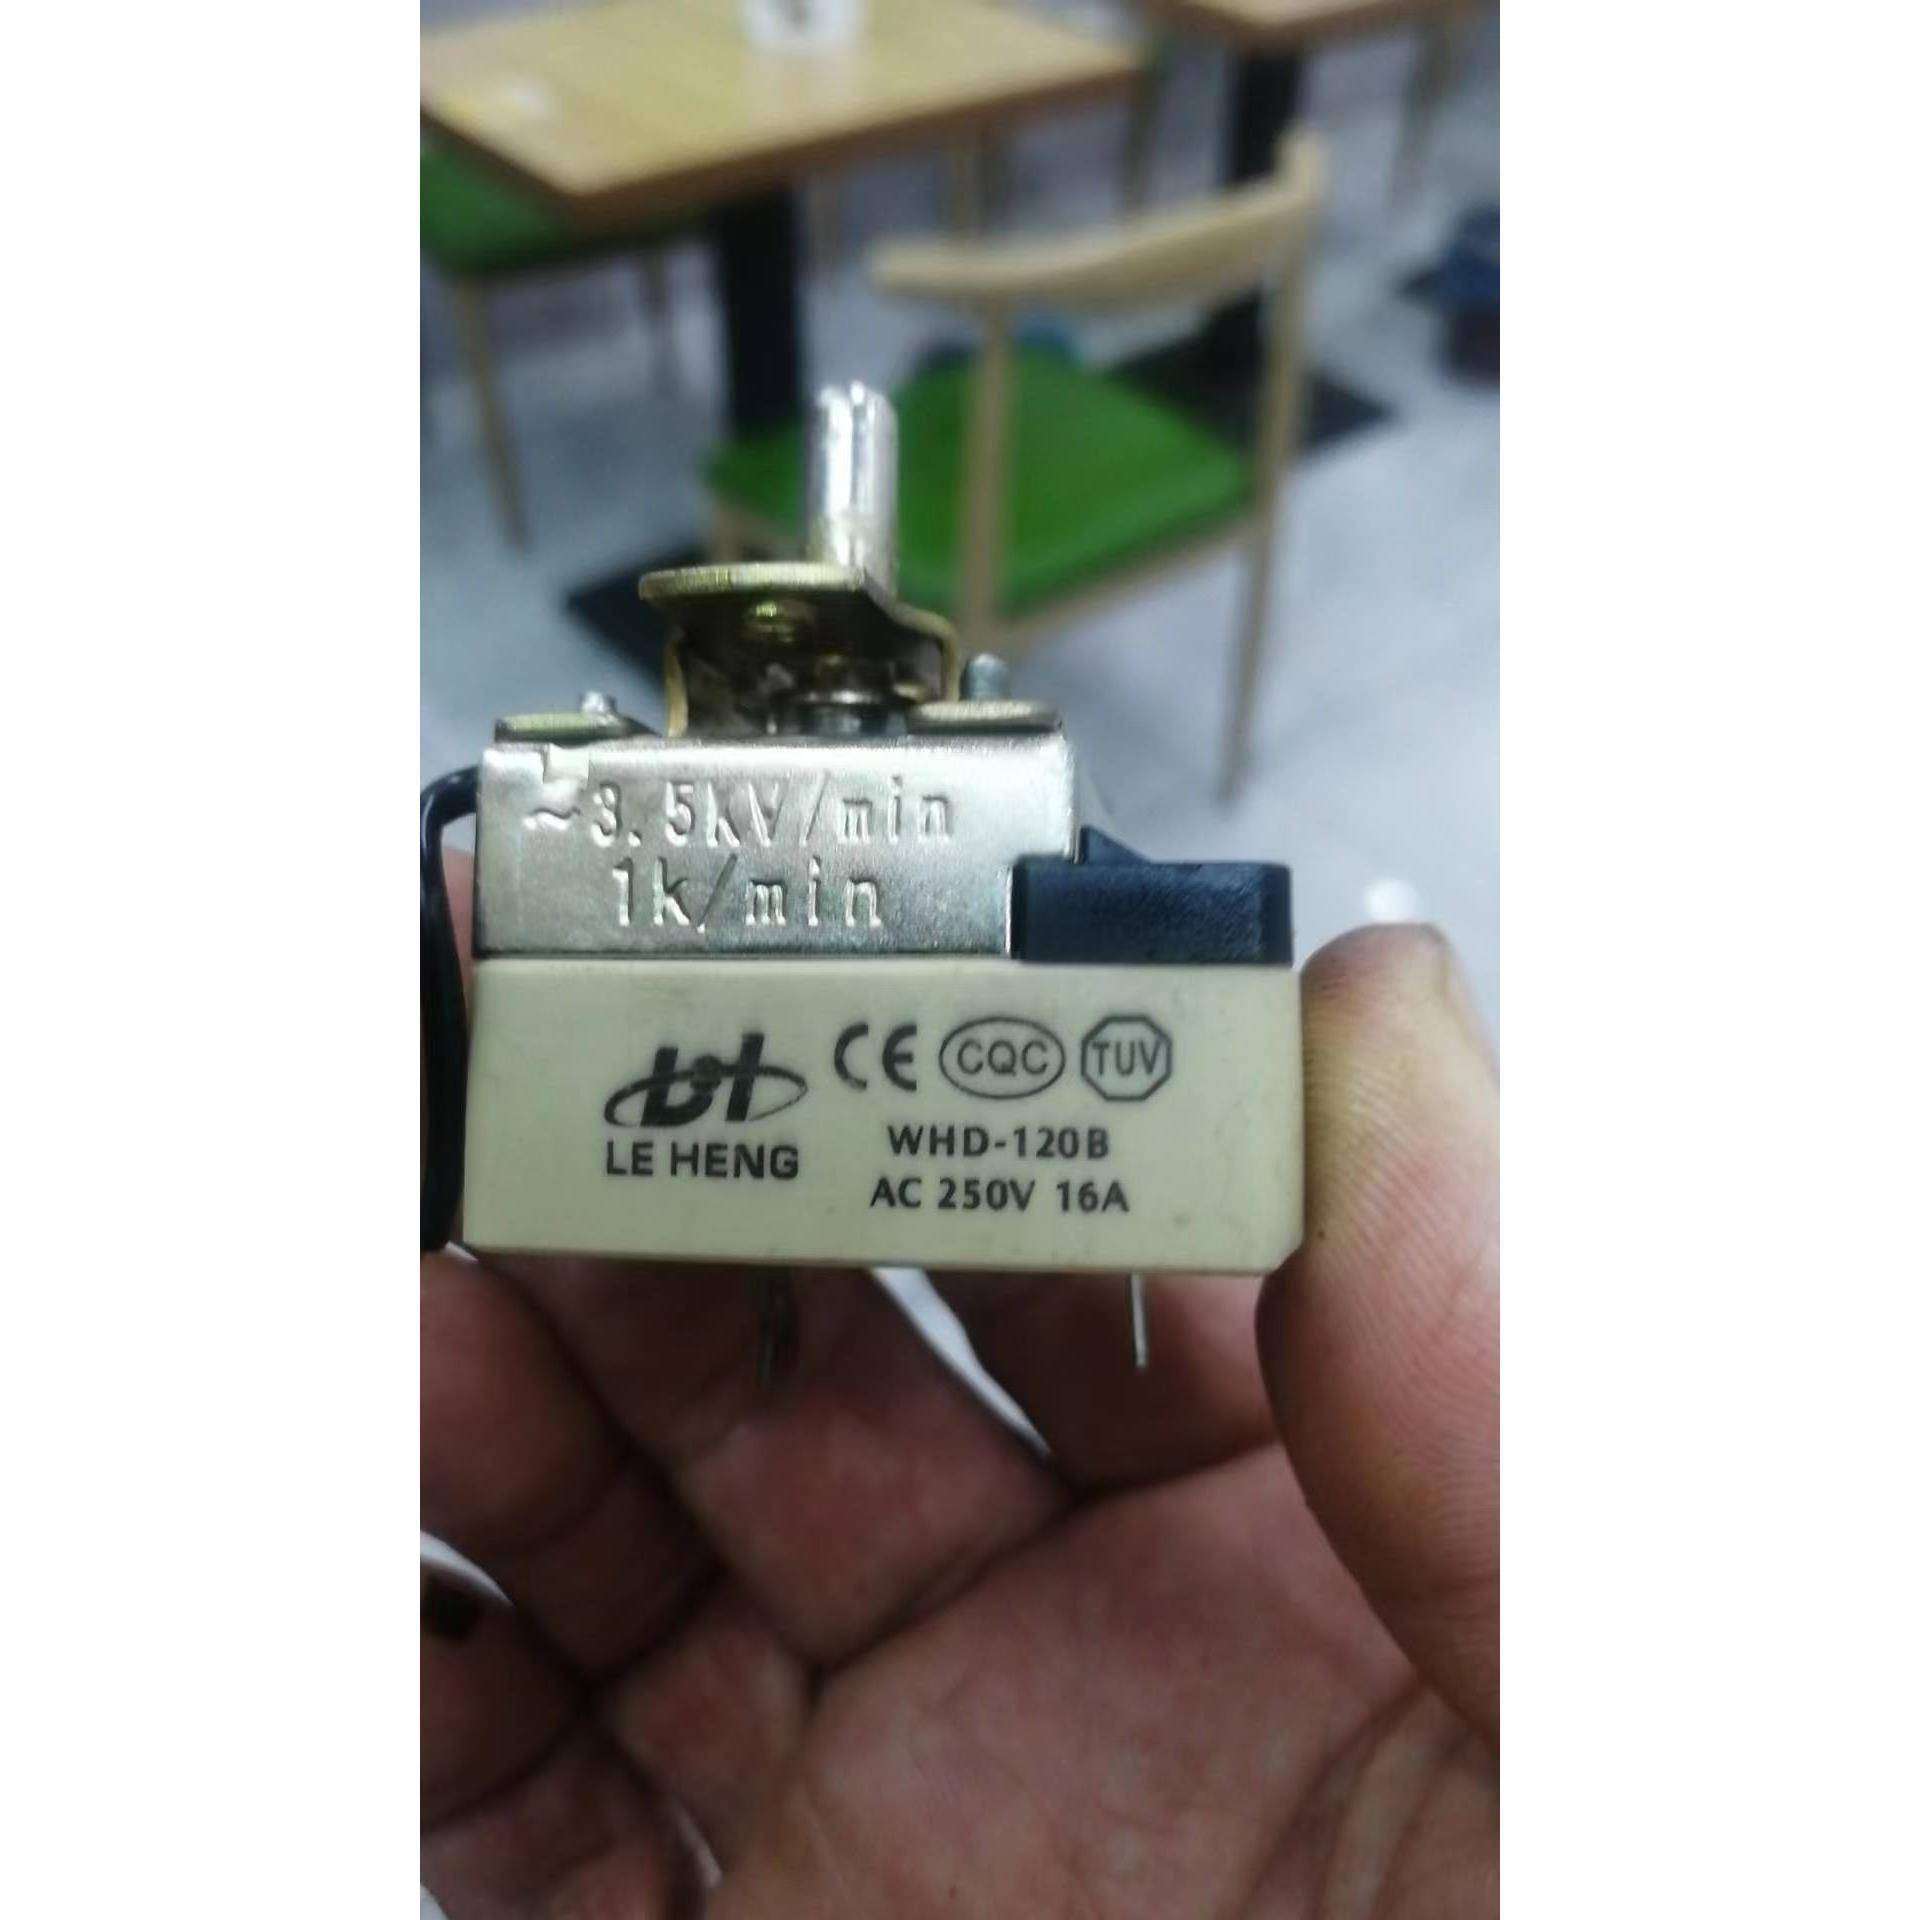 ~3.5kV/min
1k/min
CE CQC TUV
LE HENG
WHD-120B
AC 250V 16A